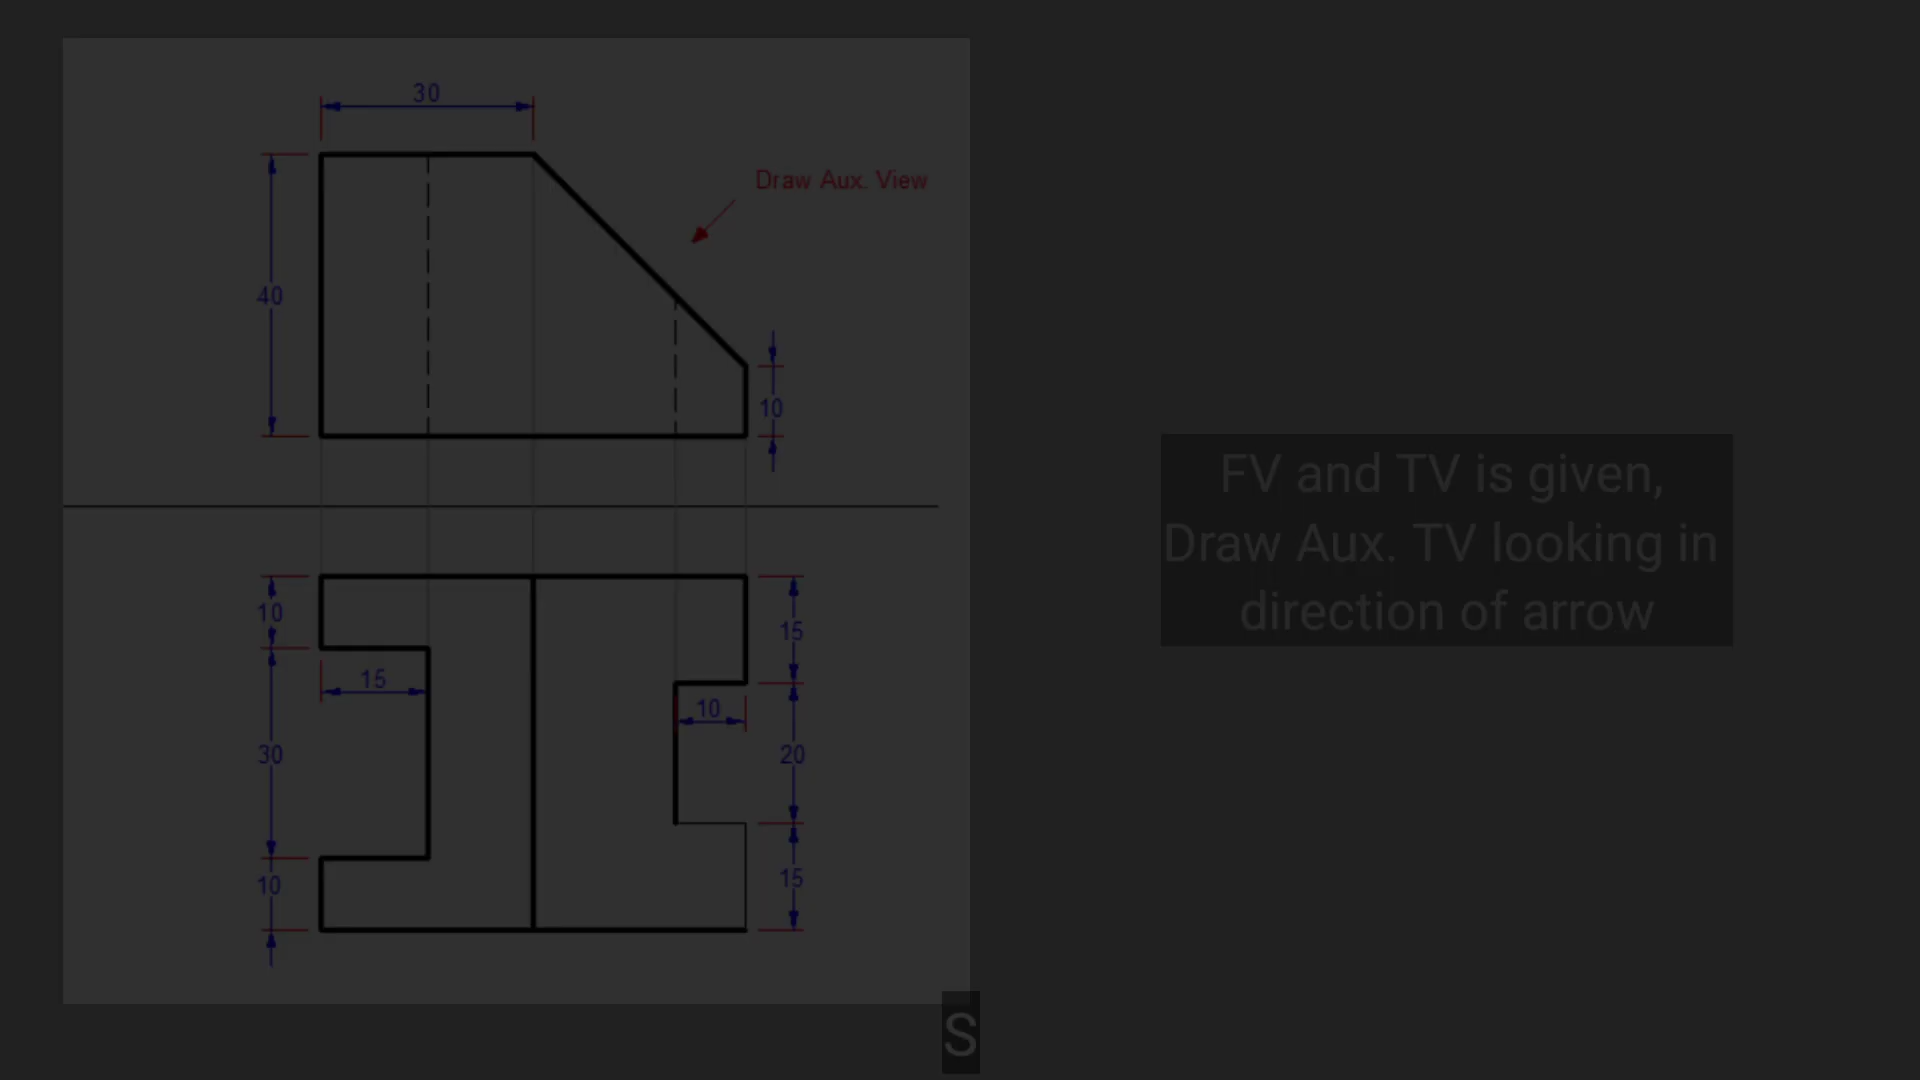 30
Draw Aux. View
40
10
10
15
15
10
30
20
10
15
FV and TV is given,
Draw Aux. TV looking in
direction of arrow
S